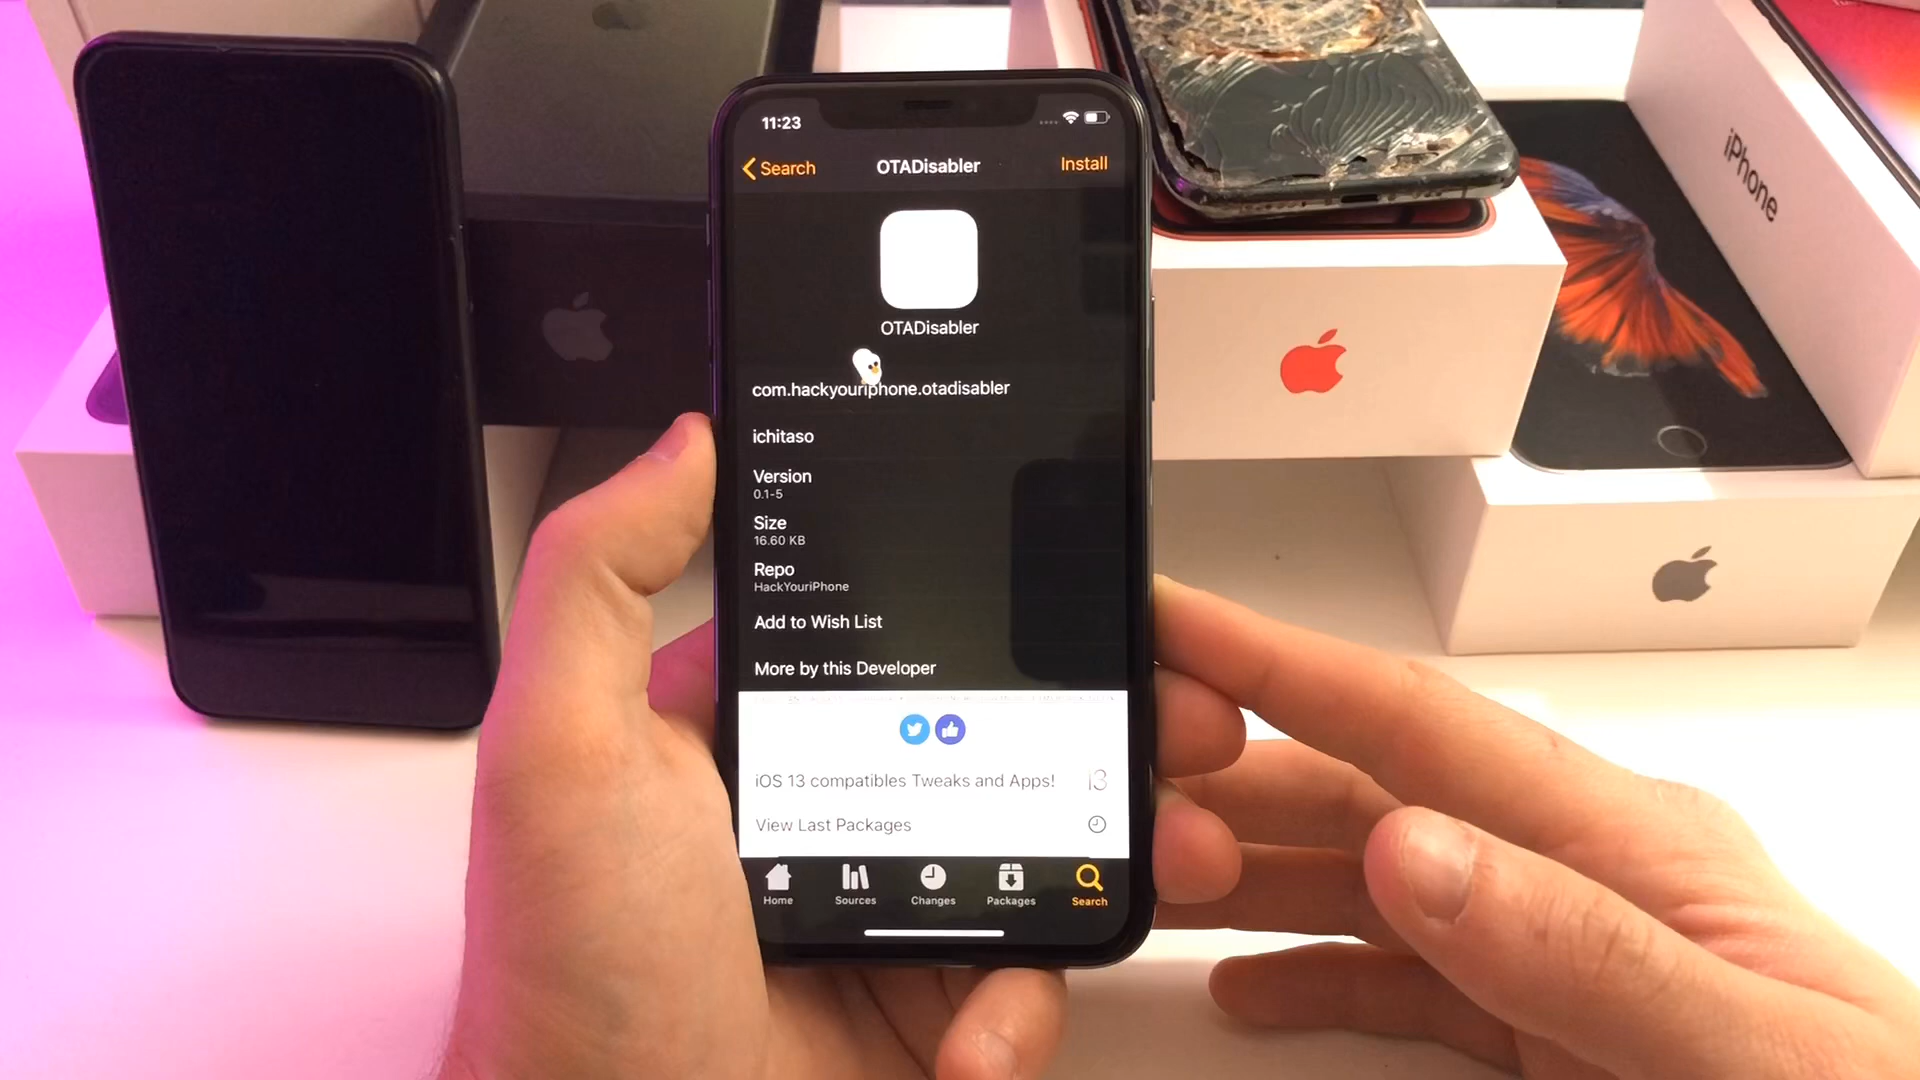 11:23
Search
OTADisabler
Install
OTADisabler
com.hackyouriphone.otadisabler
ichitaso
Version
0.1-5
Size
16.60 KB
Repo
HackYouriPhone
Add to Wish List
More by this Developer
iOS 13 compatibles Tweaks and Apps!
13
View Last Packages
Home
Sources
Changes
Packages
Search
iPhone